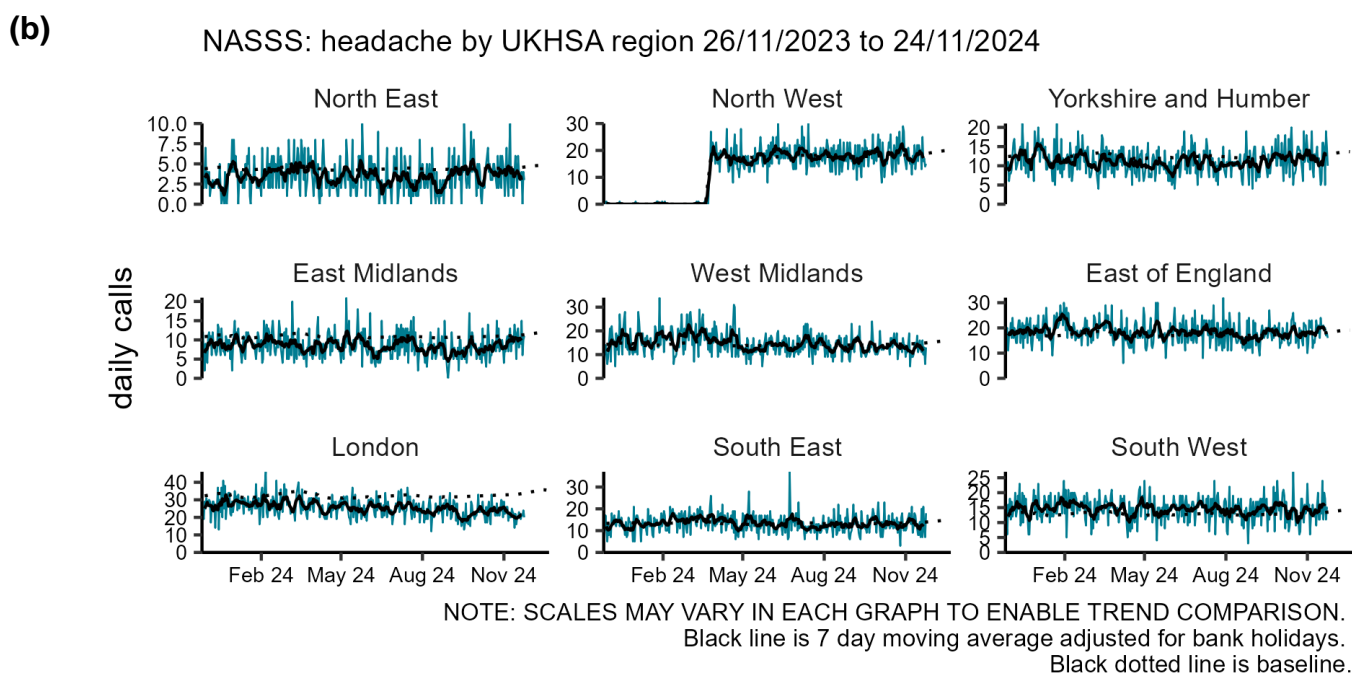 (b)
NASSS: headache by UKHSA region 26/11/2023 to 24/11/2024
North East
North West
Yorkshire and Humber
10.0
7.5
5.0
2.5
0.0
30
20
10
0
20
15
10
5
0
daily calls
East Midlands
West Midlands
East of England
20
15
10
5
0
30
20
10
0
30
20
10
0
London
South East
South West
40
30
20
10
0
30
20
10
0
25
20
15
10
5
0
Feb 24 May 24 Aug 24 Nov 24
Feb 24 May 24 Aug 24 Nov 24
Feb 24 May 24 Aug 24 Nov 24
NOTE: SCALES MAY VARY IN EACH GRAPH TO ENABLE TREND COMPARISON.
Black line is 7 day moving average adjusted for bank holidays.
Black dotted line is baseline.